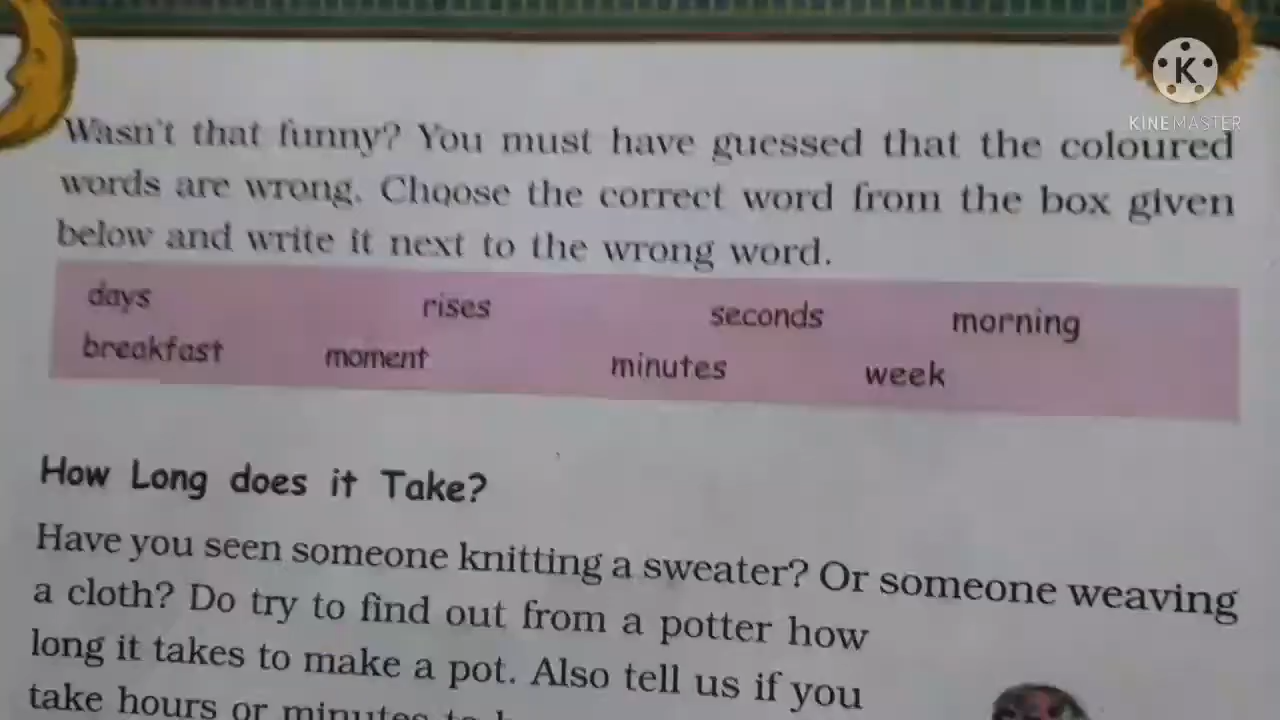 KINEMASTER
Wasn't that funny? You must have guessed that the coloured
words are wrong. Choose the correct word from the box given
below and write it next to the wrong word.
days rises seconds morning
breakfast moment minutes week
How Long does it Take?
Have you seen someone knitting a sweater? Or someone weaving
a cloth? Do try to find out from a potter how
long it takes to make a pot. Also tell us if you
take hours or minutes to